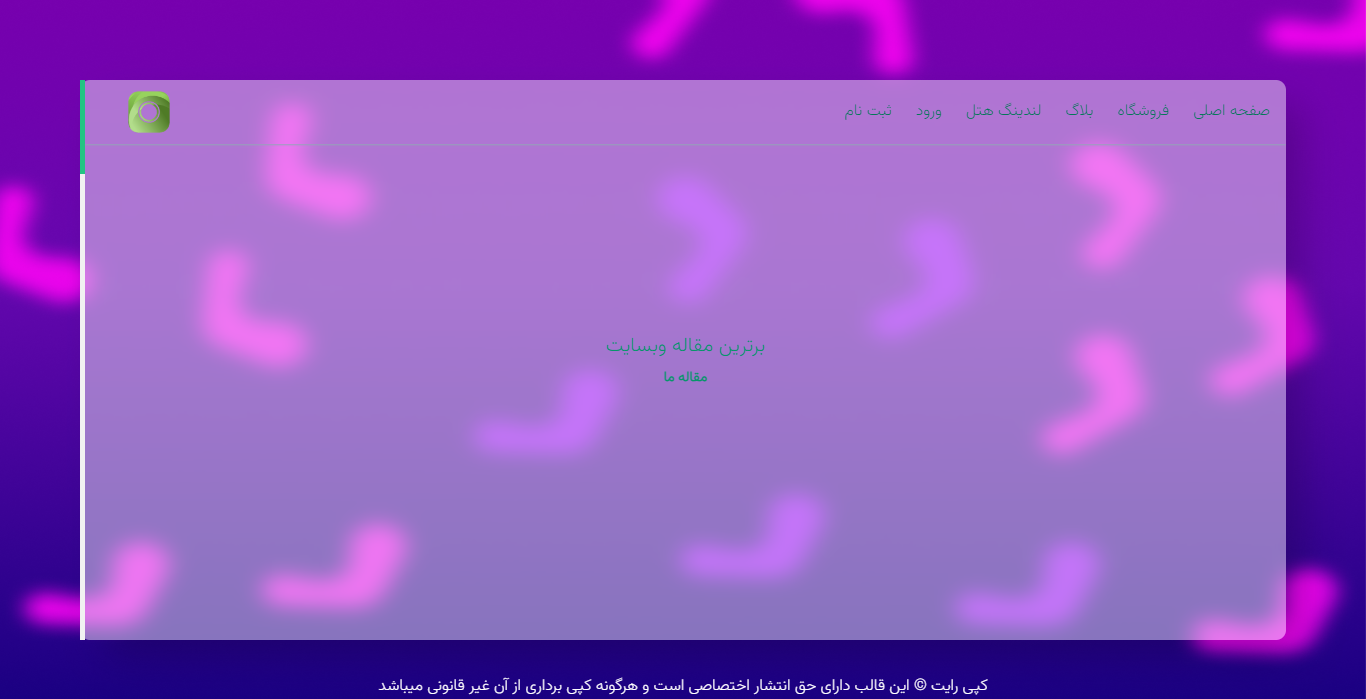 صفحه اصلی فروشگاه بلاگ لندینگ هتل ورود ثبت نام
برترین مقاله وبسایت
مقاله ما
کپی رایت © این قالب دارای حق انتشار اختصاصی است و هرگونه کپی برداری از آن غیر قانونی میباشد